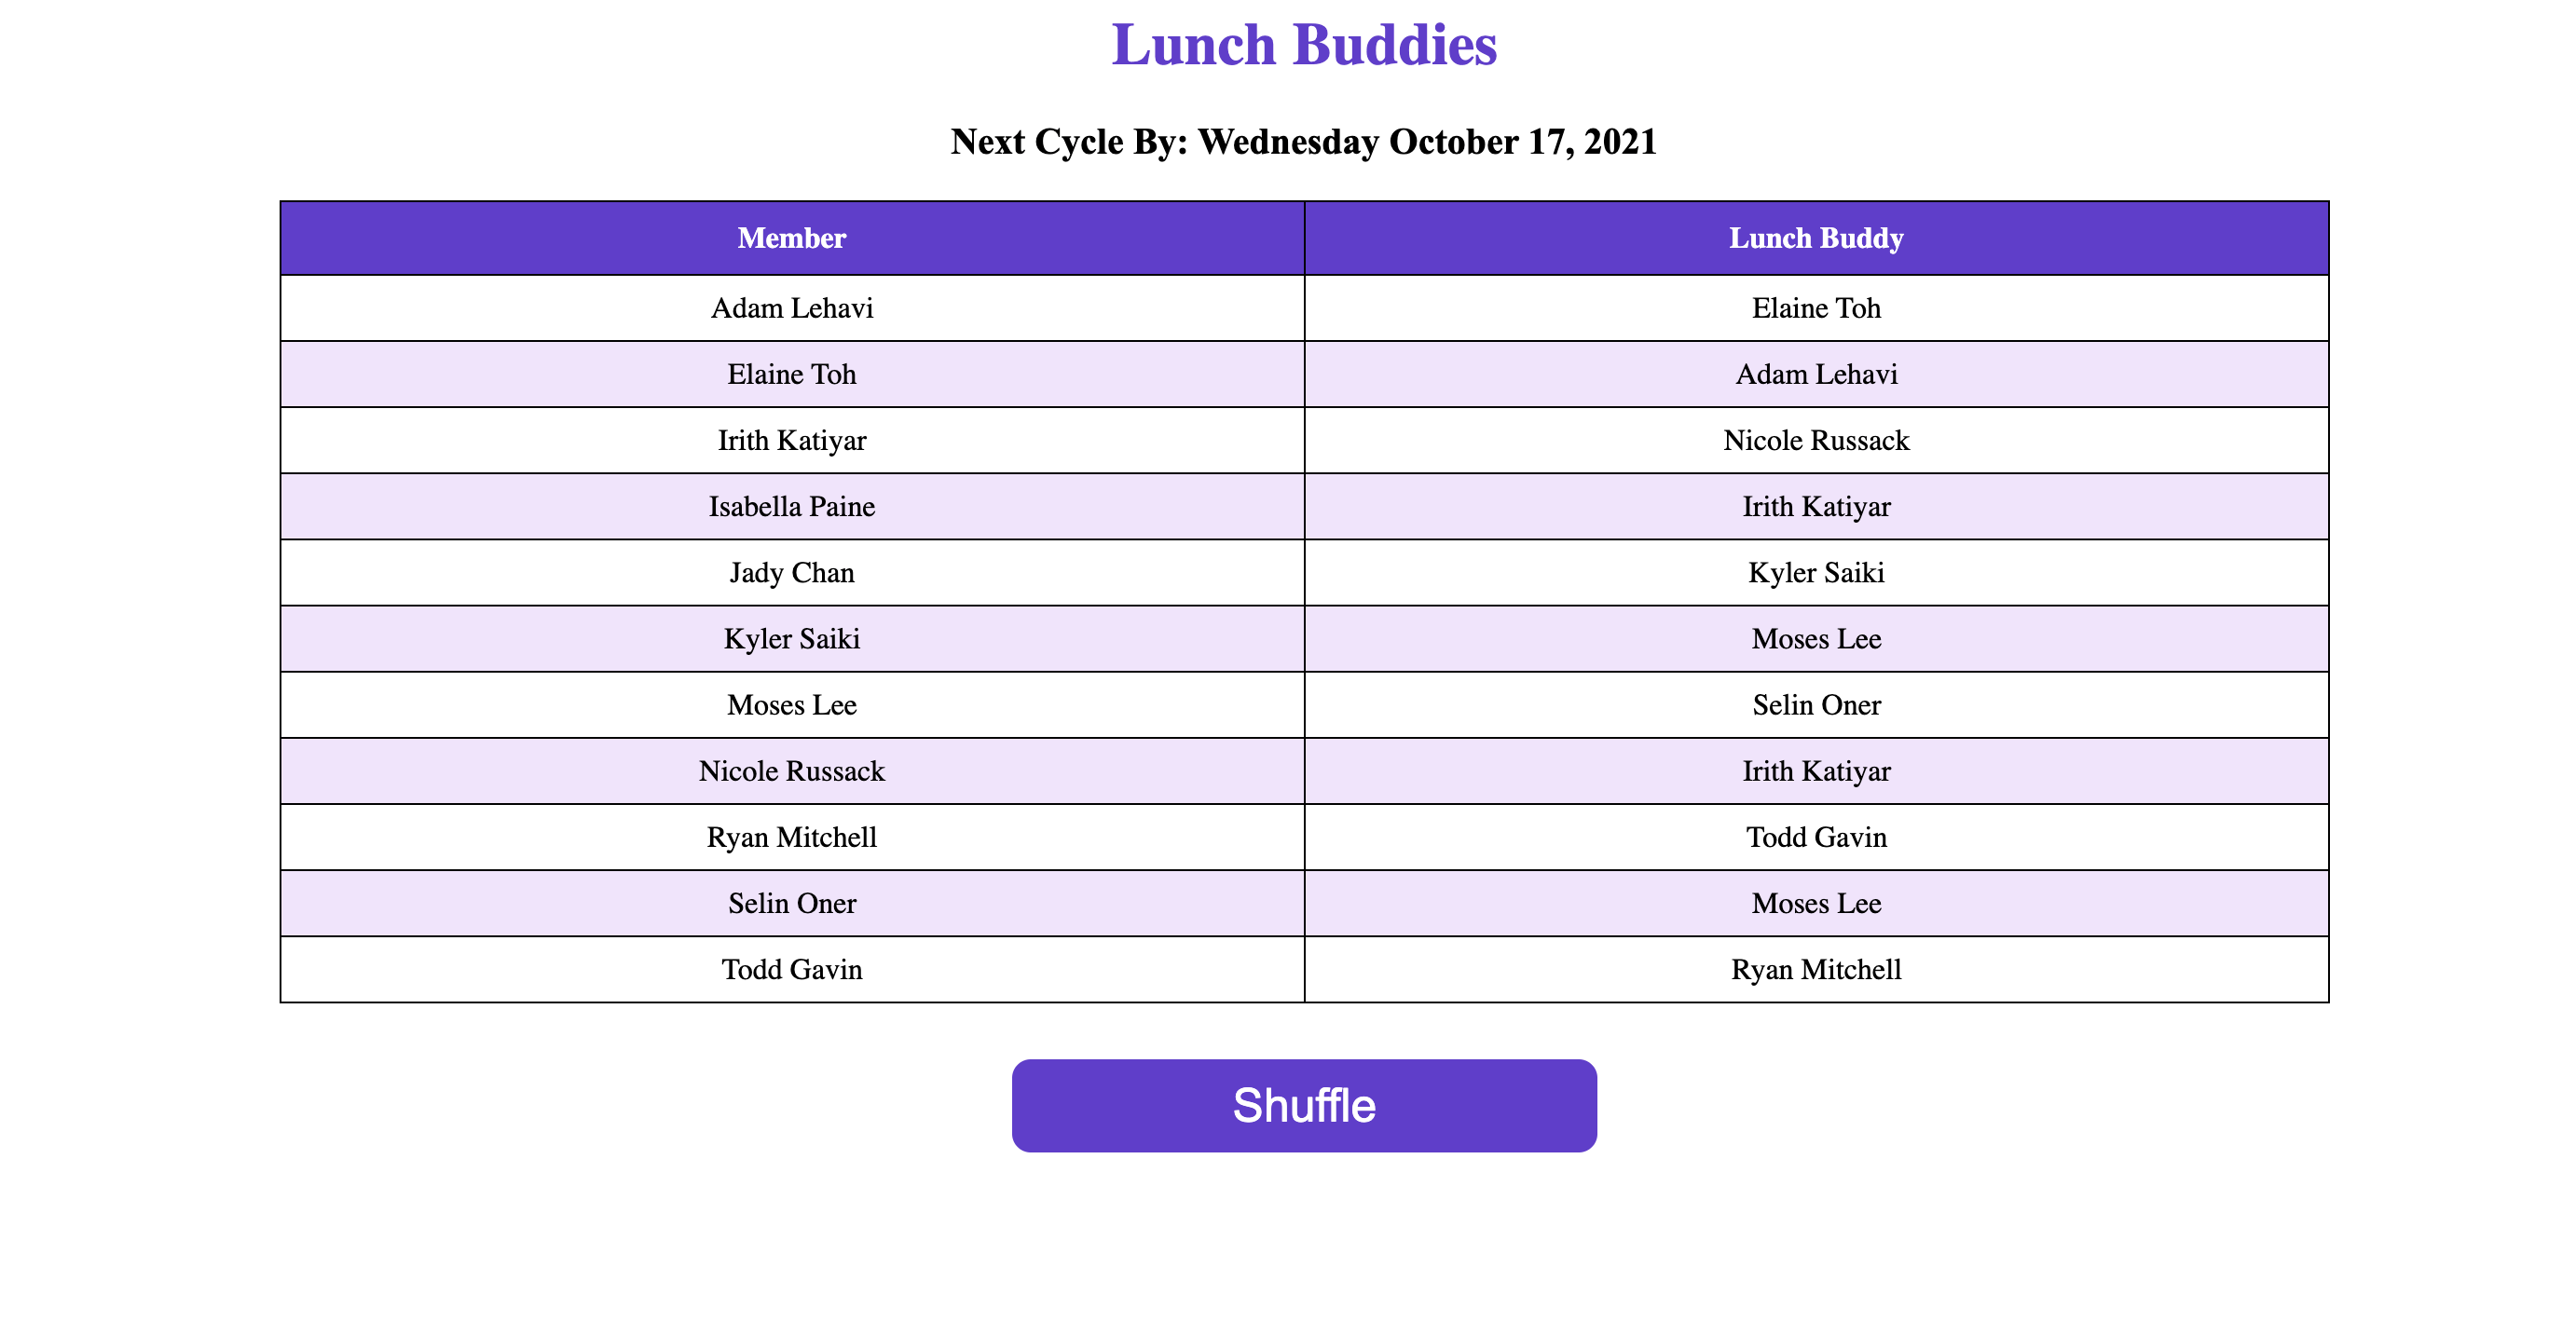 Lunch Buddies
Next Cycle By: Wednesday October 17, 2021
Member Lunch Buddy
Adam Lehavi Elaine Toh
Elaine Toh Adam Lehavi
Irith Katiyar Nicole Russack
Isabella Paine Irith Katiyar
Jady Chan Kyler Saiki
Kyler Saiki Moses Lee
Moses Lee Selin Oner
Nicole Russack Irith Katiyar
Ryan Mitchell Todd Gavin
Selin Oner Moses Lee
Todd Gavin Ryan Mitchell
Shuffle